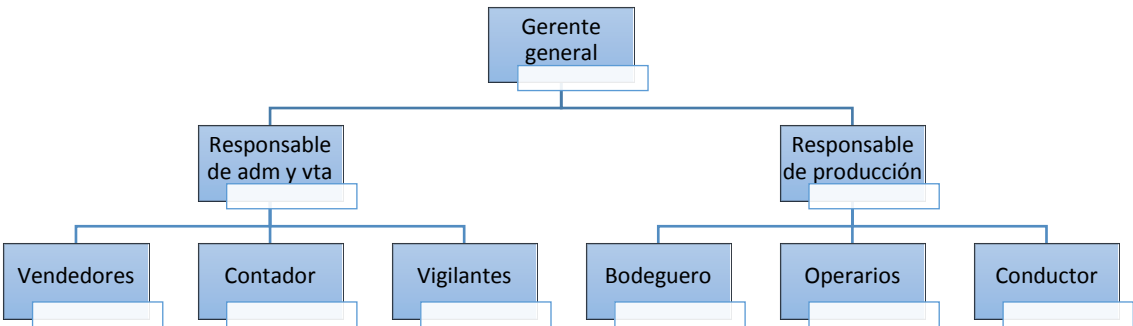 Gerente
general
Responsable
de adm y vta
Responsable
de producción
Vendedores
Contador
Vigilantes
Bodeguero
Operarios
Conductor